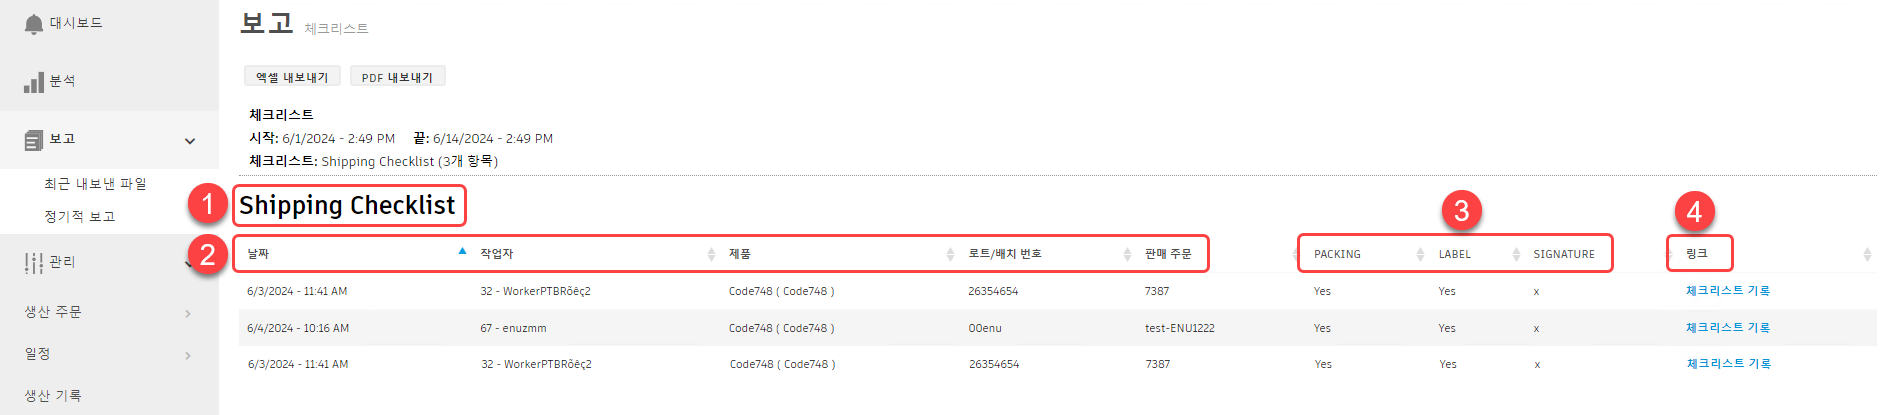 대시보드
분석
보고
최근 내보낸 파일
정기적 보고
관리
생산 주문
일정
생산 기록
보고 체크리스트
엑셀 내보내기 PDF 내보내기
체크리스트
시작: 6/1/2024 - 2:49 PM 끝: 6/14/2024 - 2:49 PM
체크리스트: Shipping Checklist (3개 항목)
1 Shipping Checklist 3 4
2 날짜 작업자 제품 로트/배치 번호 판매 주문 PACKING LABEL SIGNATURE 링크
6/3/2024 - 11:41 AM 32 - WorkerPTBRõêç2 Code748 ( Code748 ) 26354654 7387 Yes Yes x 체크리스트 기록
6/4/2024 - 10:16 AM 67 - enuzmm Code748 ( Code748 ) 00enu test-ENU1222 Yes Yes x 체크리스트 기록
6/3/2024 - 11:41 AM 32 - WorkerPTBRõêç2 Code748 ( Code748 ) 26354654 7387 Yes Yes x 체크리스트 기록